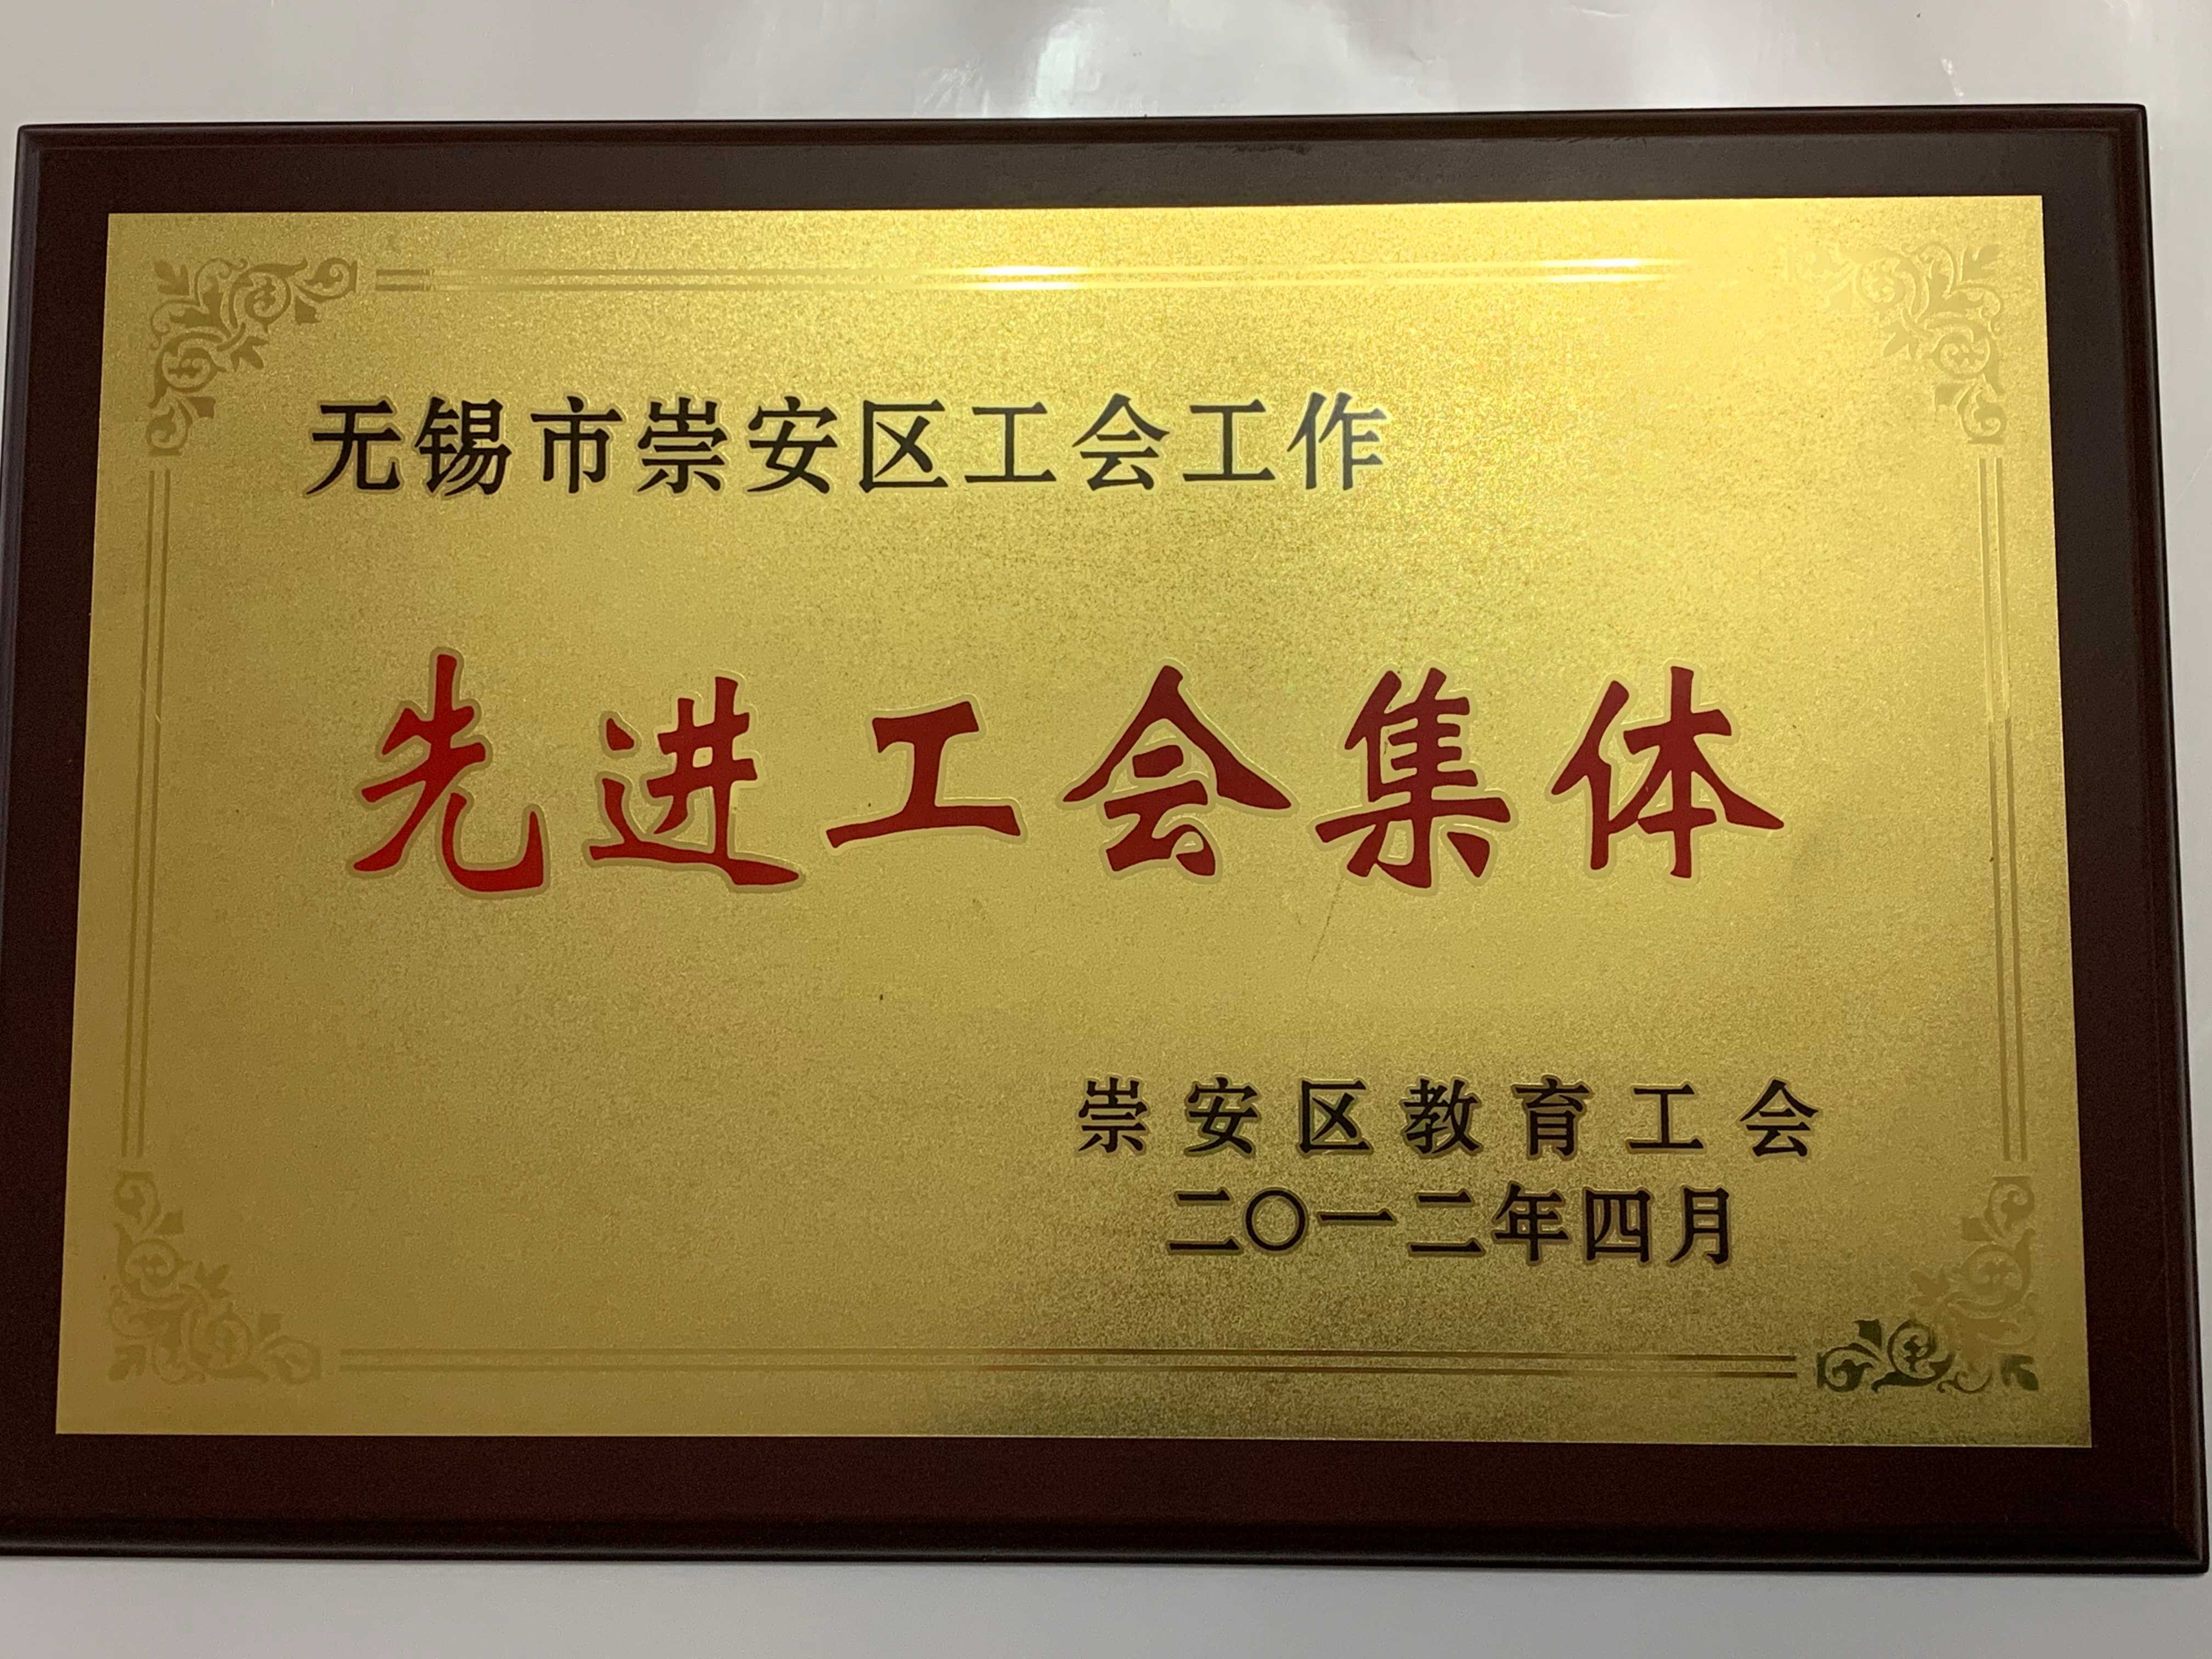 无锡市崇安区工会工作
先进工会集体
崇安区教育工会
二〇一二年四月